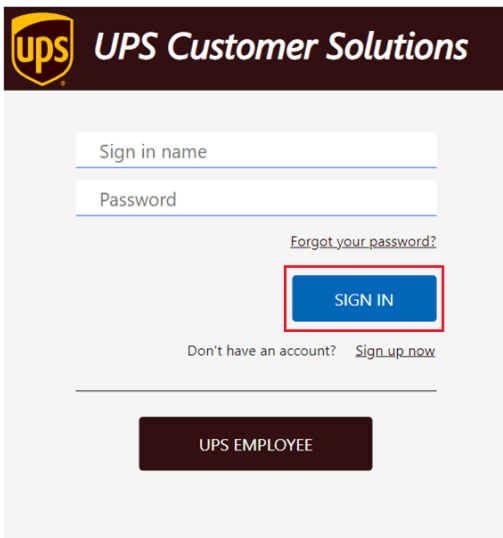 ups
UPS Customer Solutions
Sign in name
Password
Forgot your password?
SIGN IN
Don't have an account? Sign up now
UPS EMPLOYEE